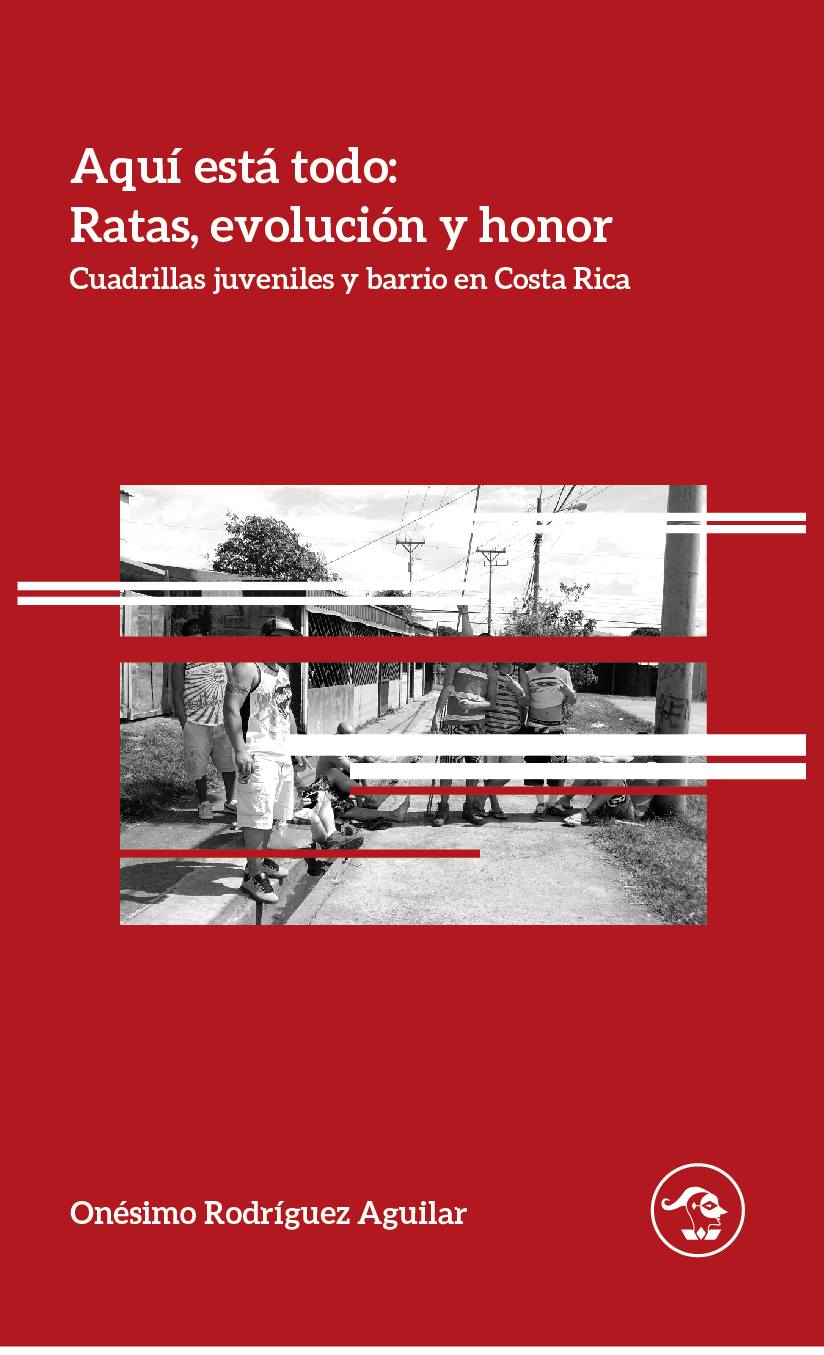 Aquí está todo:
Ratas, evolución y honor
Cuadrillas juveniles y barrio en Costa Rica
Onésimo Rodríguez Aguilar